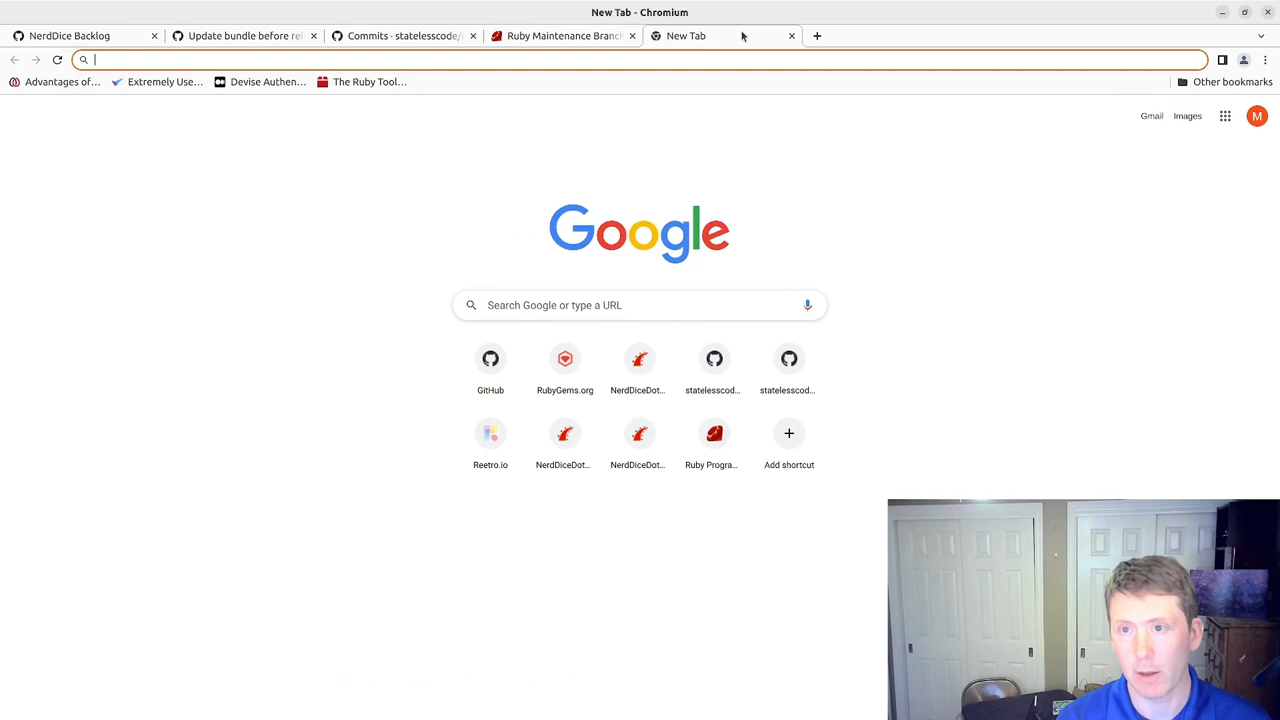 New Tab - Chromium
NerdDice Backlog
Update bundle before rel
Commits · statelesscode/
Ruby Maintenance Branch
New Tab
Advantages of...
Extremely Use...
Devise Authen...
The Ruby Tool...
Other bookmarks
Gmail
Images
M
Google
Search Google or type a URL
GitHub
RubyGems.org
NerdDiceDot...
statelesscod...
statelesscod...
Reetro.io
NerdDiceDot...
NerdDiceDot...
Ruby Progra...
Add shortcut